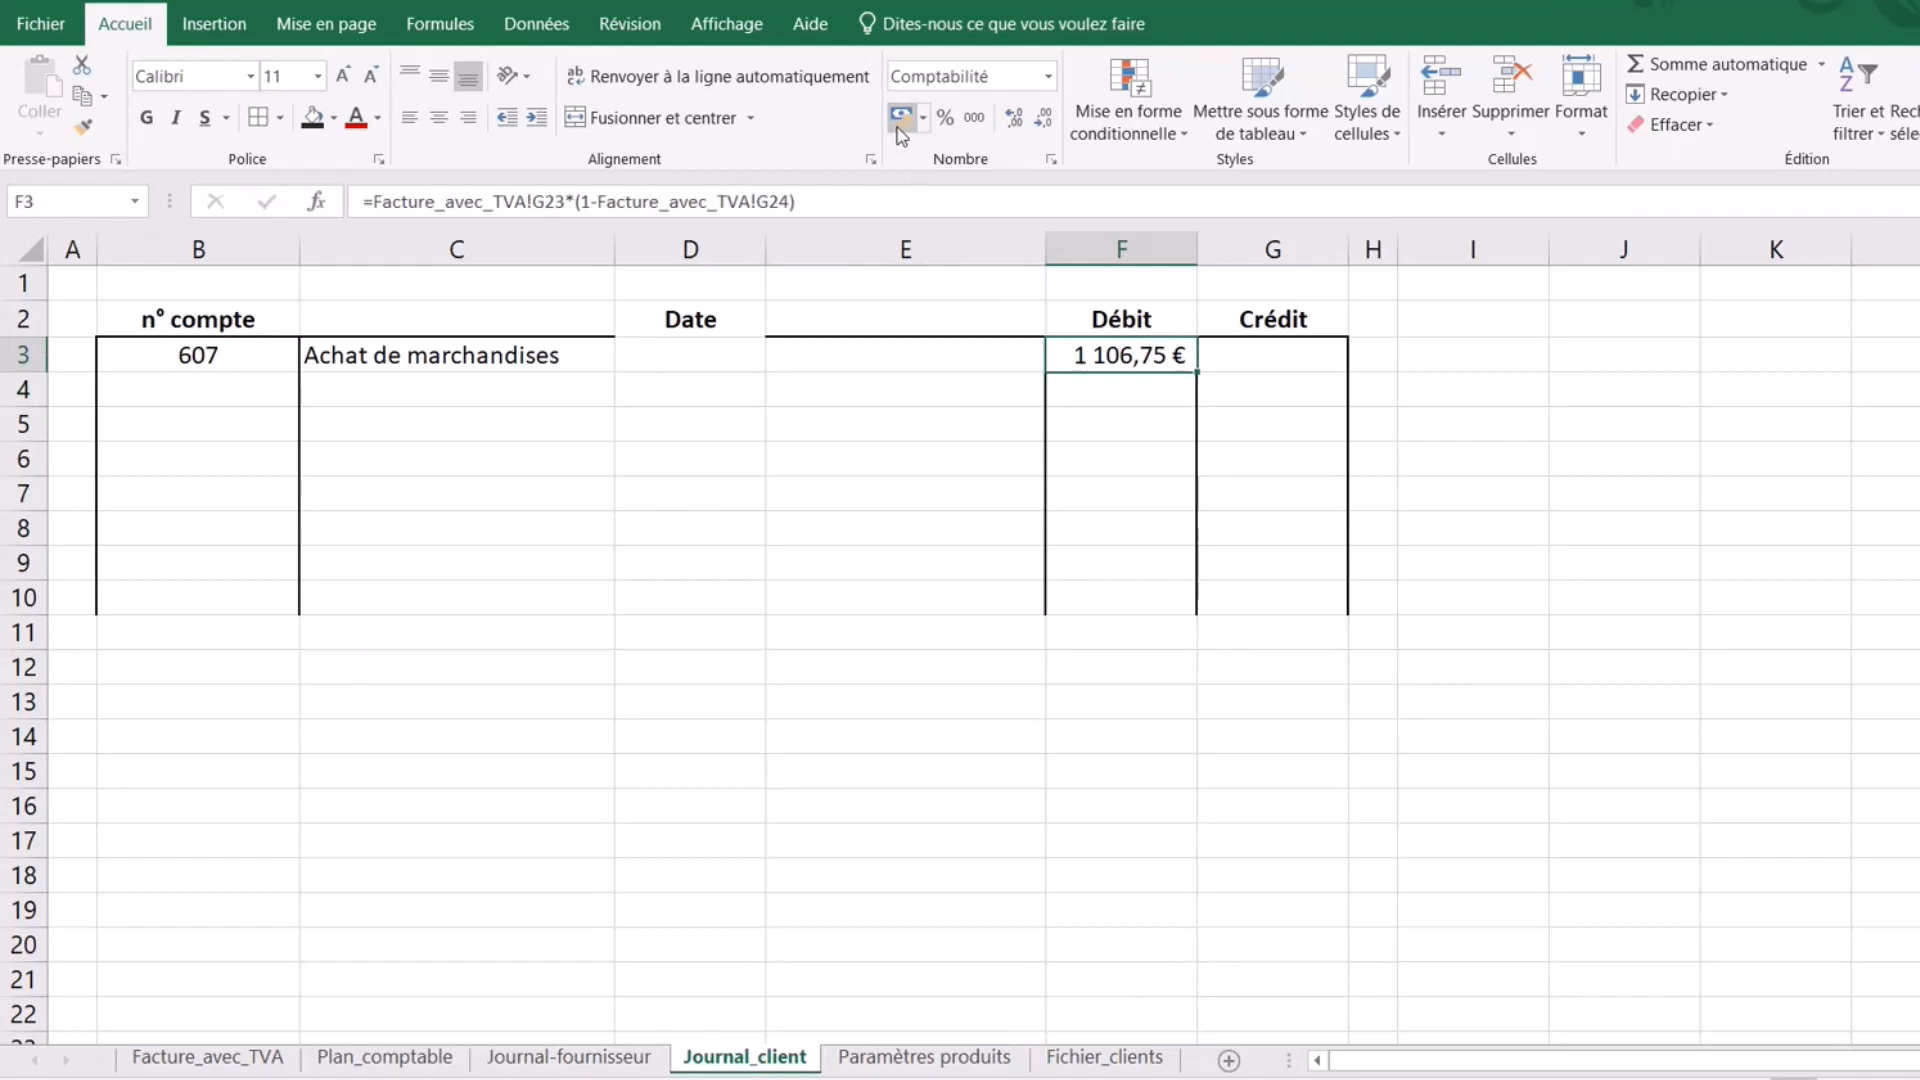 Fichier Accueil Insertion Mise en page Formules Données Révision Affichage Aide Dites-nous ce que vous voulez faire
Calibri 11 Renvoyer à la ligne automatiquement Comptabilité Somme automatique
Coller Recopier
G I S A Fusionner et centrer % 000 Mise en forme conditionnelle Mettre sous forme de tableau Styles de cellules Insérer Supprimer Format Effacer Trier et filtrer
Presse-papiers Police Alignement Nombre Styles Cellules Édition
F3 fx =Facture_avec_TVA!G23*(1-Facture_avec_TVA!G24)
A B C D E F G H I J K
1
2 n° compte Date Débit Crédit
3 607 Achat de marchandises 1 106,75 €
4
5
6
7
8
9
10
11
12
13
14
15
16
17
18
19
20
21
22
Facture_avec_TVA Plan_comptable Journal-fournisseur Journal_client Paramètres produits Fichier_clients